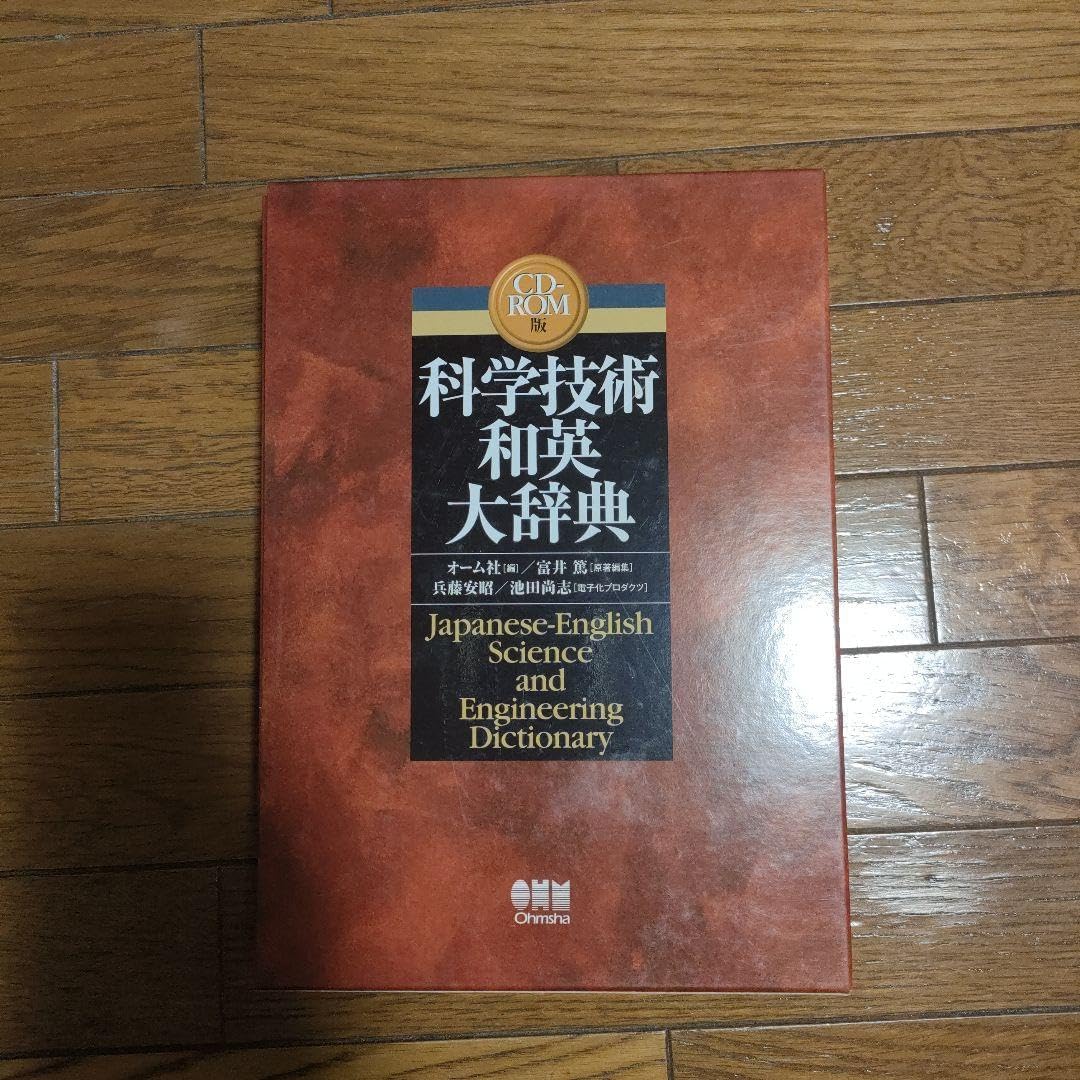 CD-
ROM
版
科学技術
和英
大辞典
オーム社[編]/富井 篤[原著編集]
兵藤安昭/池田尚志[電子化プロダクツ]
Japanese-English
Science
and
Engineering
Dictionary
OHM
Ohmsha